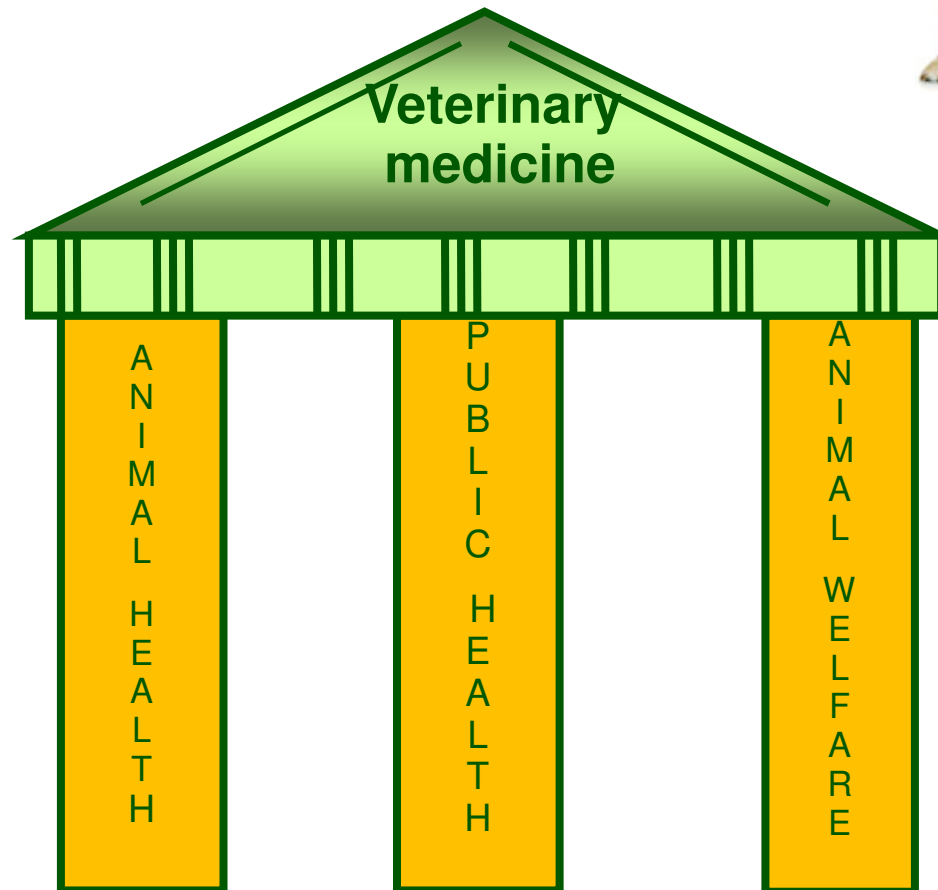 Veterinary
medicine
ANIMAL HEALTH
PUBLIC HEALTH
ANIMAL WELFARE